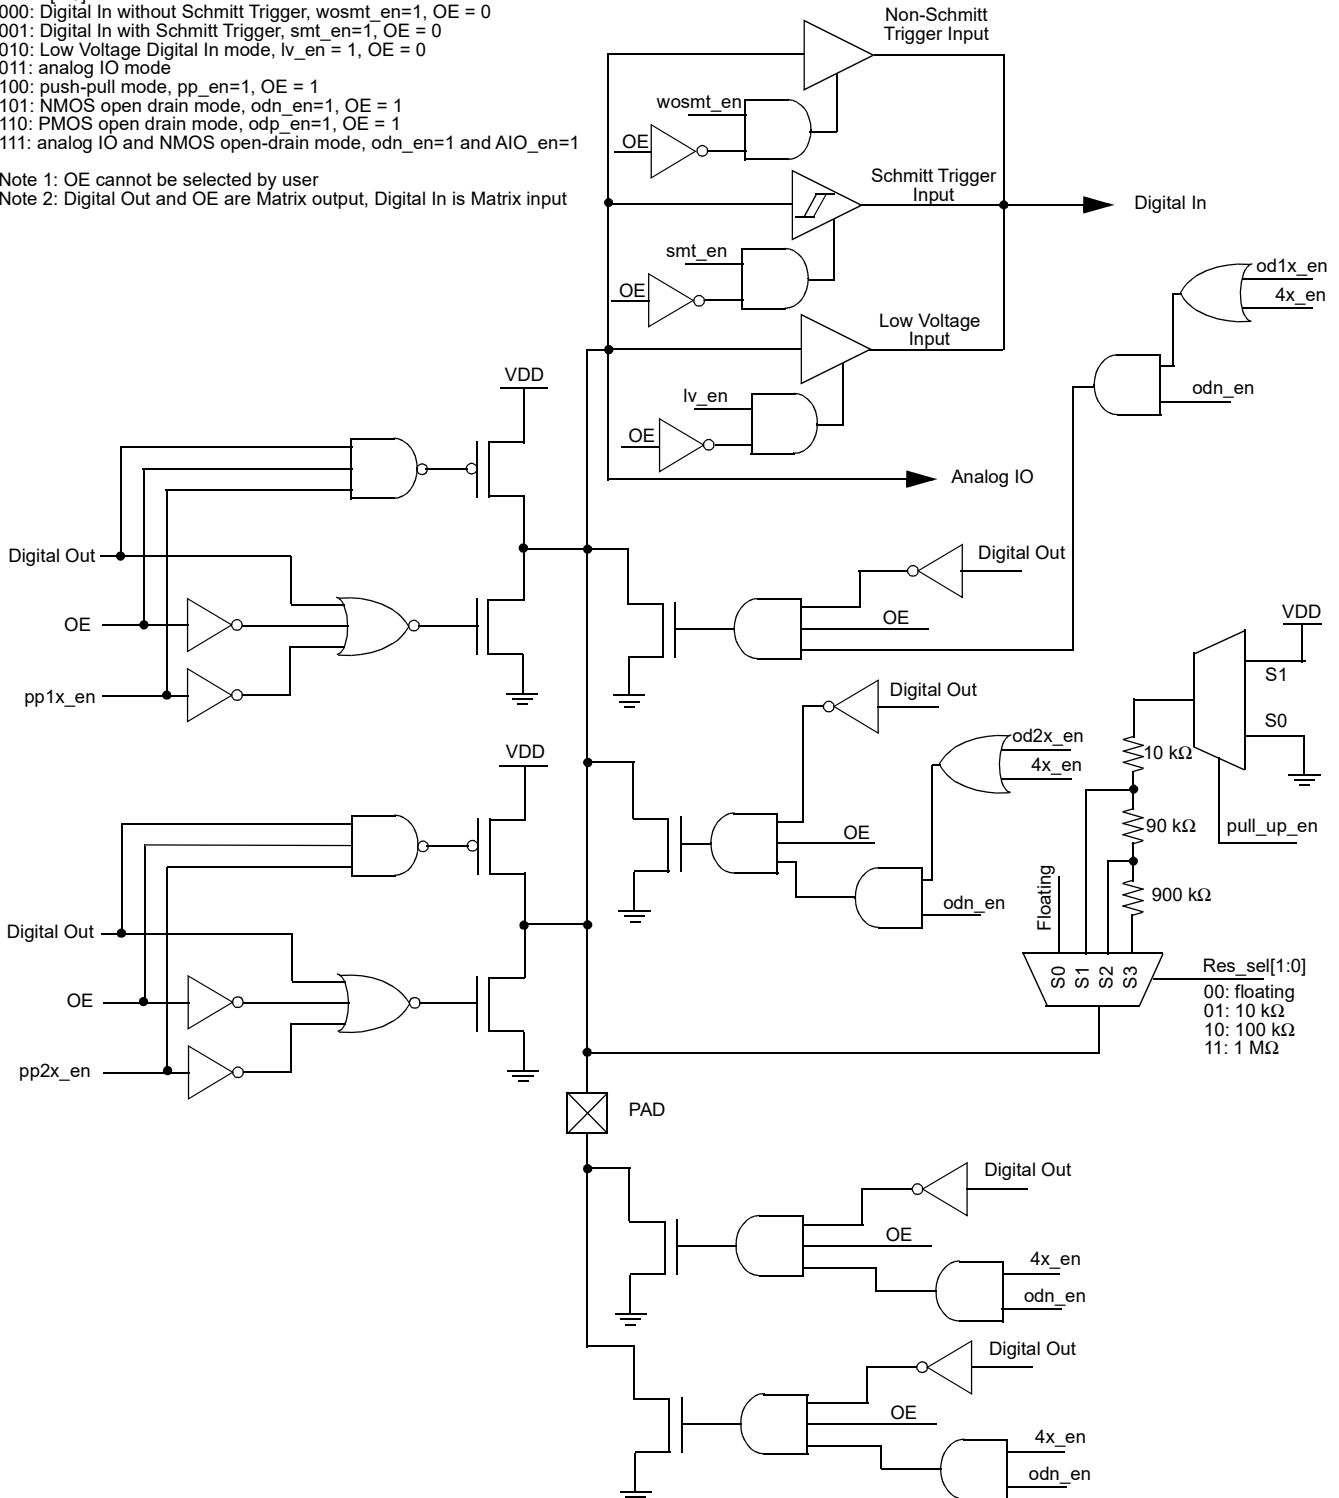 000: Digital In without Schmitt Trigger, wosmt_en=1, OE = 0
001: Digital In with Schmitt Trigger, smt_en=1, OE = 0
010: Low Voltage Digital In mode, lv_en = 1, OE = 0
011: analog IO mode
100: push-pull mode, pp_en=1, OE = 1
101: NMOS open drain mode, odn_en=1, OE = 1
110: PMOS open drain mode, odp_en=1, OE = 1
111: analog IO and NMOS open-drain mode, odn_en=1 and AIO_en=1
Note 1: OE cannot be selected by user
Note 2: Digital Out and OE are Matrix output, Digital In is Matrix input
Non-Schmitt
Trigger Input
wosmt_en
OE
Schmitt Trigger
Input
Digital In
smt_en
OE
Low Voltage
Input
lv_en
OE
Analog IO
od1x_en
4x_en
odn_en
VDD
Digital Out
OE
pp1x_en
Digital Out
OE
VDD
S1
S0
pull_up_en
10 kΩ
90 kΩ
900 kΩ
Digital Out
od2x_en
4x_en
OE
odn_en
Floating
S0
S1
S2
S3
Res_sel[1:0]
00: floating
01: 10 kΩ
10: 100 kΩ
11: 1 MΩ
VDD
Digital Out
OE
pp2x_en
PAD
Digital Out
OE
4x_en
odn_en
Digital Out
OE
4x_en
odn_en